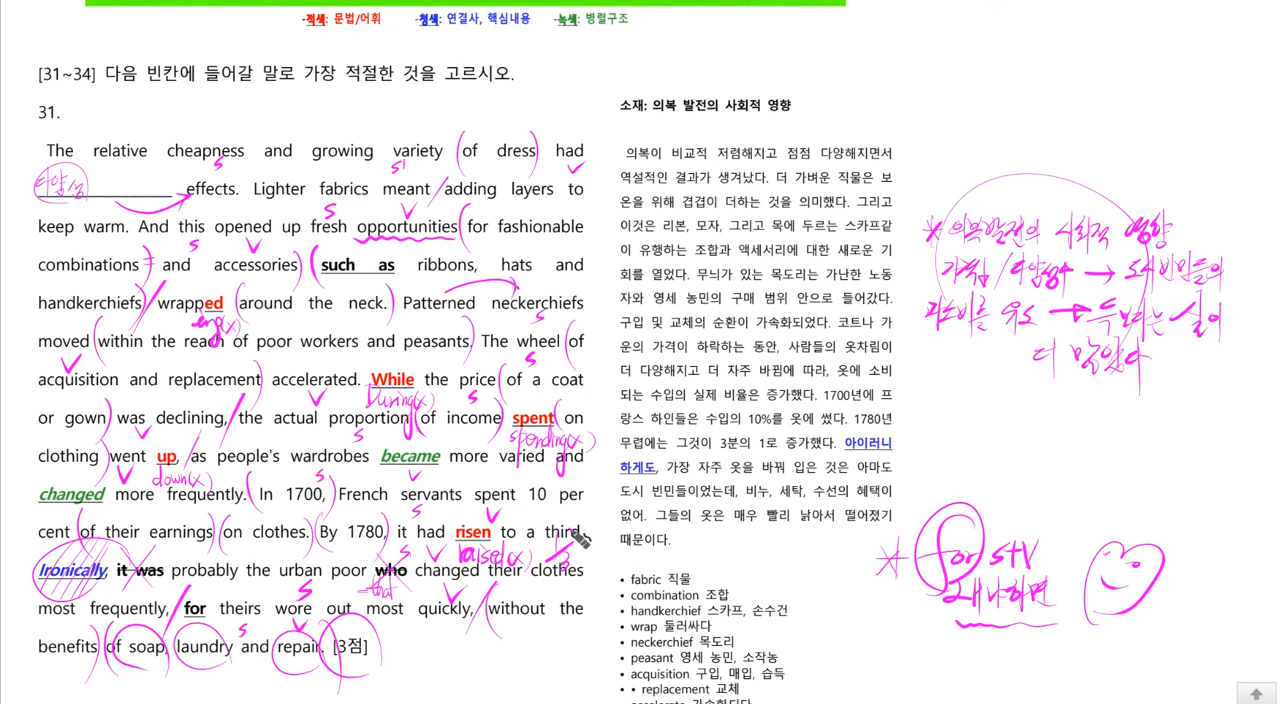 -적색: 문법/어휘 -청색: 연결사, 핵심내용 -녹색: 병렬구조
[31~34] 다음 빈칸에 들어갈 말로 가장 적절한 것을 고르시오.
31.
The relative cheapness and growing variety (of dress) had
다양성 effects. Lighter fabrics meant adding layers to
keep warm. And this opened up fresh opportunities (for fashionable
combinations) and accessories) (such as ribbons, hats and
handkerchiefs) wrapped (around the neck.) Patterned neckerchiefs
ing(x)
moved (within the reach of poor workers and peasants.) The wheel (of
acquisition and replacement) accelerated. While the price (of a coat
During(x)
or gown) was declining, the actual proportion (of income) spent (on
spending(x)
clothing) went up, as people's wardrobes became more varied and
down(x)
changed more frequently. (In 1700,) French servants spent 10 per
cent (of their earnings) (on clothes.) (By 1780,) it had risen to a third.
raised(x) 1/3
Ironically, it was probably the urban poor who changed their clothes
that
most frequently, for theirs wore out most quickly, (without the
benefits) (of soap, laundry and repair. [3점]
소재: 의복 발전의 사회적 영향
의복이 비교적 저렴해지고 점점 다양해지면서
역설적인 결과가 생겨났다. 더 가벼운 직물은 보
온을 위해 겹겹이 더하는 것을 의미했다. 그리고
이것은 리본, 모자, 그리고 목에 두르는 스카프같
이 유행하는 조합과 액세서리에 대한 새로운 기
회를 열었다. 무늬가 있는 목도리는 가난한 노동
자와 영세 농민의 구매 범위 안으로 들어갔다.
구입 및 교체의 순환이 가속화되었다. 코트나 가
운의 가격이 하락하는 동안, 사람들의 옷차림이
더 다양해지고 더 자주 바뀜에 따라, 옷에 소비
되는 수입의 실제 비율은 증가했다. 1700년에 프
랑스 하인들은 수입의 10%를 옷에 썼다. 1780년
무렵에는 그것이 3분의 1로 증가했다. 아이러니
하게도, 가장 자주 옷을 바꿔 입은 것은 아마도
도시 빈민들이었는데, 비누, 세탁, 수선의 혜택이
없어. 그들의 옷은 매우 빨리 낡아서 떨어졌기
때문이다.
• fabric 직물
• combination 조합
• handkerchief 스카프, 손수건
• wrap 둘러싸다
• neckerchief 목도리
• peasant 영세 농민, 소작농
• acquisition 구입, 매입, 습득
• • replacement 교체
* 의복발전의 사회적 영향
가격↓ / 다양성↑ → 도시빈민들의
과소비를 유도 → 득보다는 실이
더 많았다
* for S+V
왜냐하면